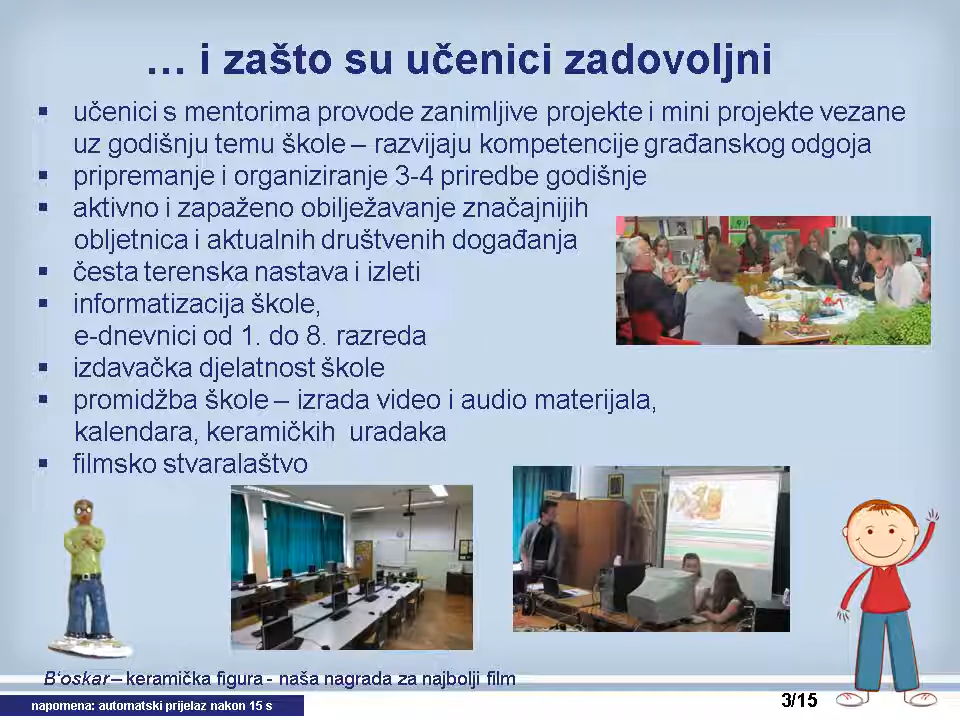 … i zašto su učenici zadovoljni
▪ učenici s mentorima provode zanimljive projekte i mini projekte vezane
uz godišnju temu škole – razvijaju kompetencije građanskog odgoja
▪ pripremanje i organiziranje 3-4 priredbe godišnje
▪ aktivno i zapaženo obilježavanje značajnijih
obljetnica i aktualnih društvenih događanja
▪ česta terenska nastava i izleti
▪ informatizacija škole,
e-dnevnici od 1. do 8. razreda
▪ izdavačka djelatnost škole
▪ promidžba škole – izrada video i audio materijala,
kalendara, keramičkih uradaka
▪ filmsko stvaralaštvo
B‘oskar – keramička figura - naša nagrada za najbolji film
napomena: automatski prijelaz nakon 15 s
3/15